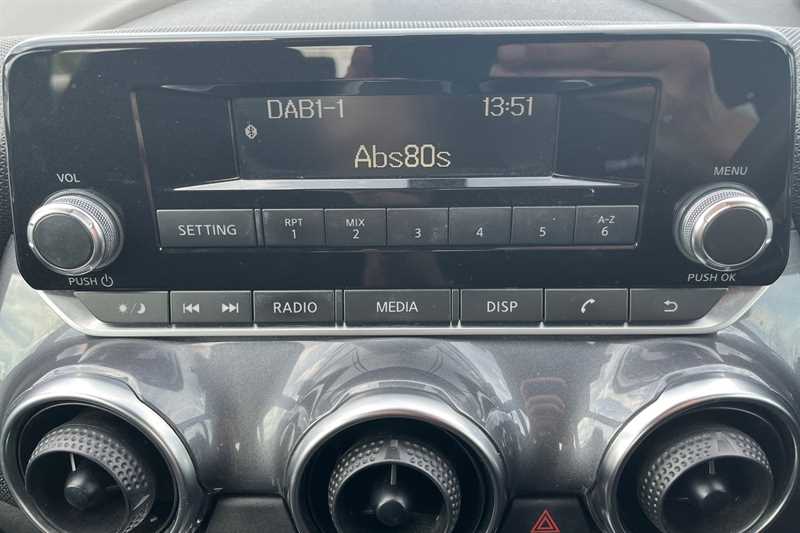 DAB1-1 13:51
Abs80s
VOL
MENU
SETTING RPT 1 MIX 2 3 4 5 A-Z 6
PUSH
PUSH OK
RADIO MEDIA DISP